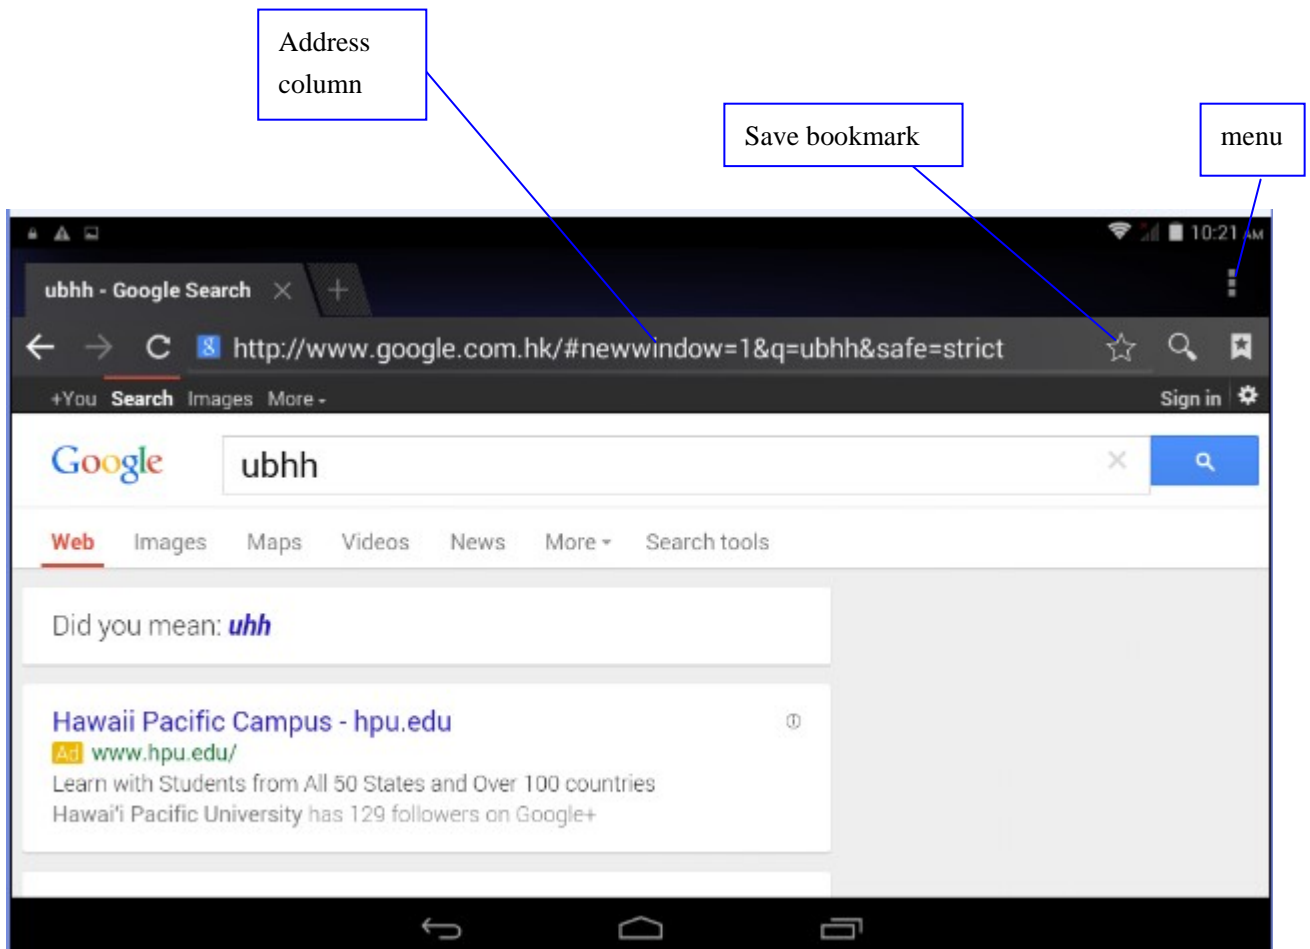 Address
column
Save bookmark
menu
10:21 AM
ubhh - Google Search
http://www.google.com.hk/#newwindow=1&q=ubhh&safe=strict
+You Search Images More
Sign in
Google
ubhh
Web Images Maps Videos News More Search tools
Did you mean: uhh
Hawaii Pacific Campus - hpu.edu
Ad www.hpu.edu/
Learn with Students from All 50 States and Over 100 countries
Hawai'i Pacific University has 129 followers on Google+